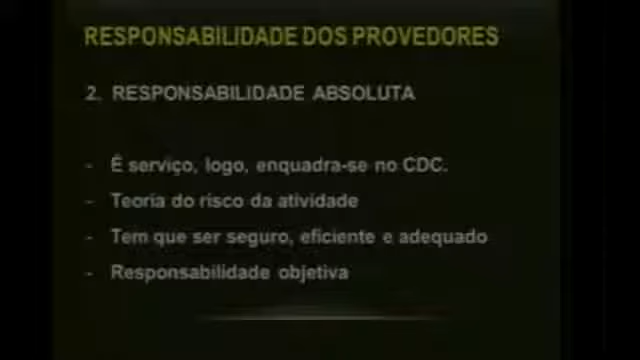 RESPONSABILIDADE DOS PROVEDORES
2. RESPONSABILIDADE ABSOLUTA
- É serviço, logo, enquadra-se no CDC.
- Teoria do risco da atividade
- Tem que ser seguro, eficiente e adequado
- Responsabilidade objetiva